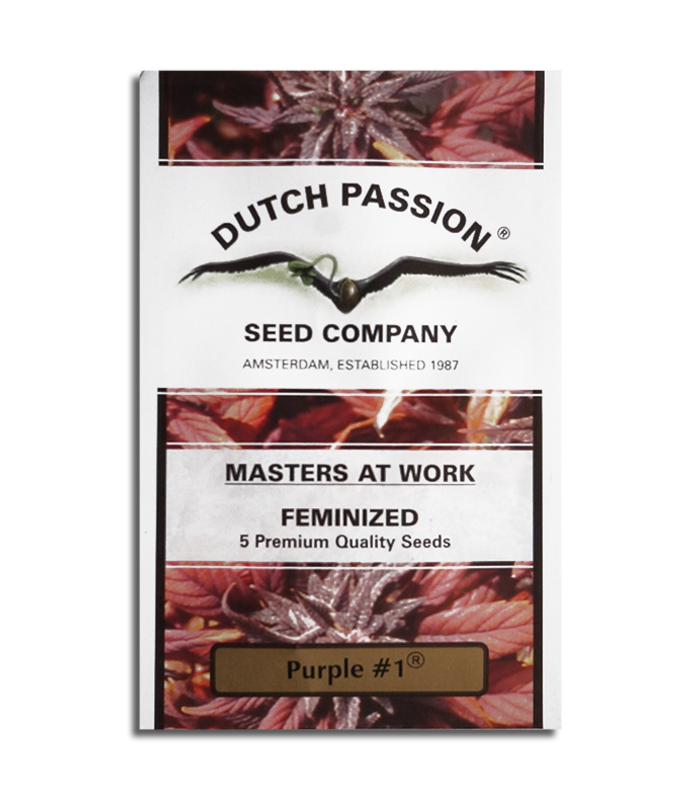 DUTCH PASSION®
SEED COMPANY
AMSTERDAM, ESTABLISHED 1987
MASTERS AT WORK
FEMINIZED
5 Premium Quality Seeds
Purple #1®